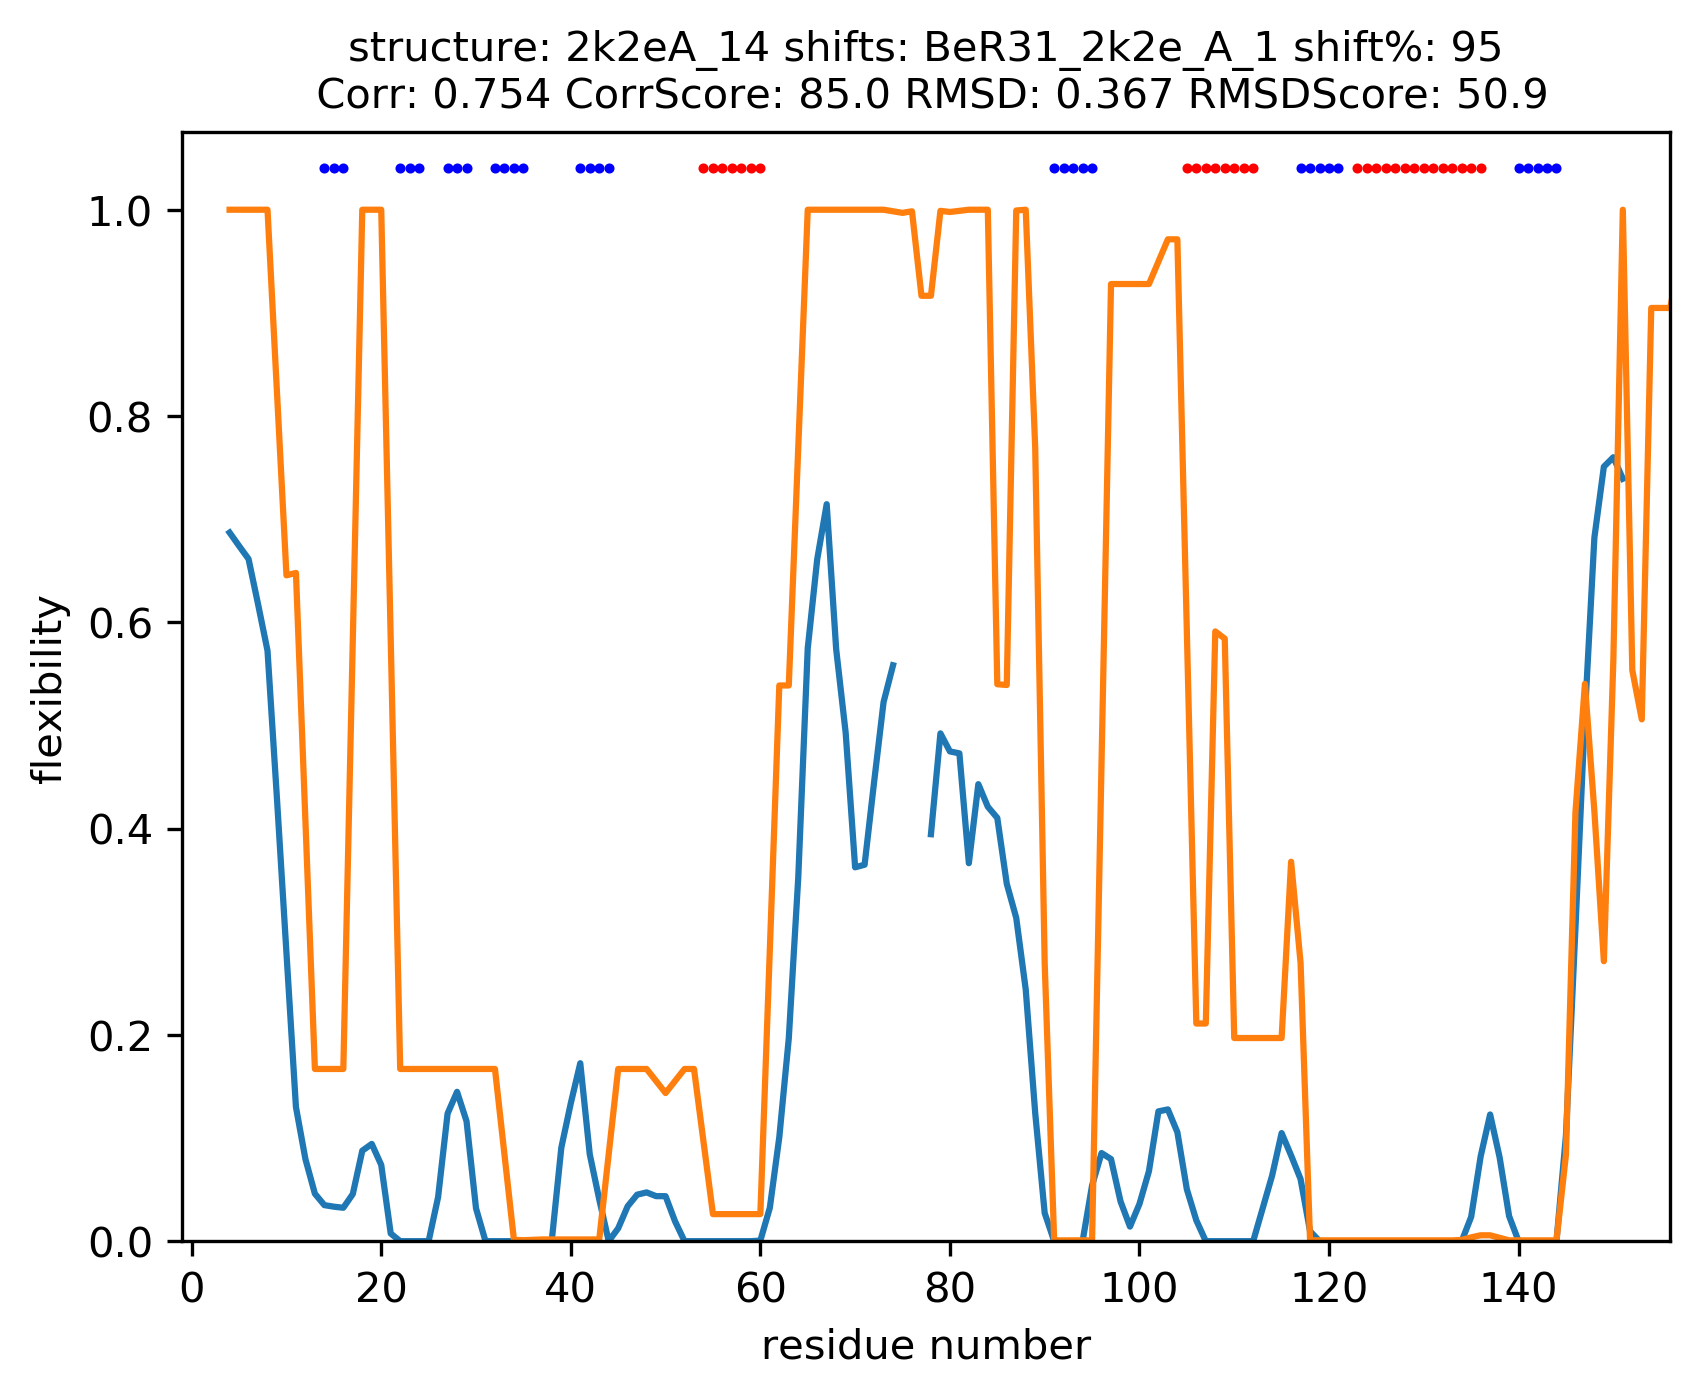 structure: 2k2eA_14 shifts: BeR31_2k2e_A_1 shift%: 95
Corr: 0.754 CorrScore: 85.0 RMSD: 0.367 RMSDScore: 50.9
1.0
0.8
0.6
0.4
0.2
0.0
flexibility
0 20 40 60 80 100 120 140
residue number